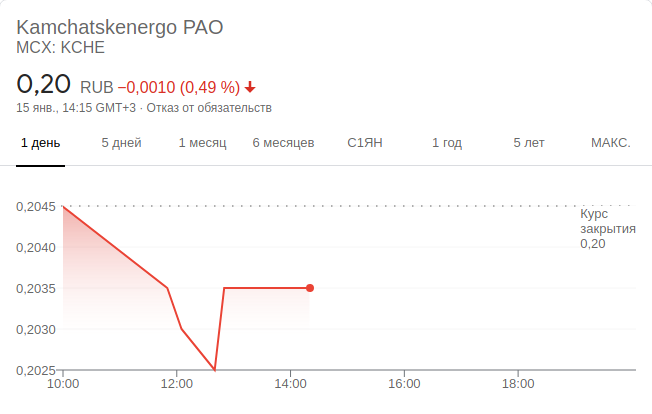 Kamchatskenergo PAO
MCX: KCHE
0,20 RUB −0,0010 (0,49 %)
15 янв., 14:15 GMT+3 · Отказ от обязательств
1 день 5 дней 1 месяц 6 месяцев С1ЯН 1 год 5 лет МАКС.
0,2045
Курс
закрытия
0,20
0,2040
0,2035
0,2030
0,2025
10:00 12:00 14:00 16:00 18:00